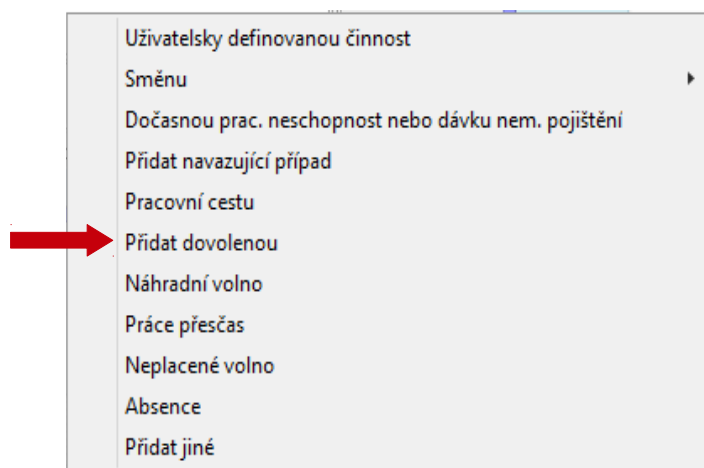 Uživatelsky definovanou činnost
Směnu
Dočasnou prac. neschopnost nebo dávku nem. pojištění
Přidat navazující případ
Pracovní cestu
Přidat dovolenou
Náhradní volno
Práce přesčas
Neplacené volno
Absence
Přidat jiné